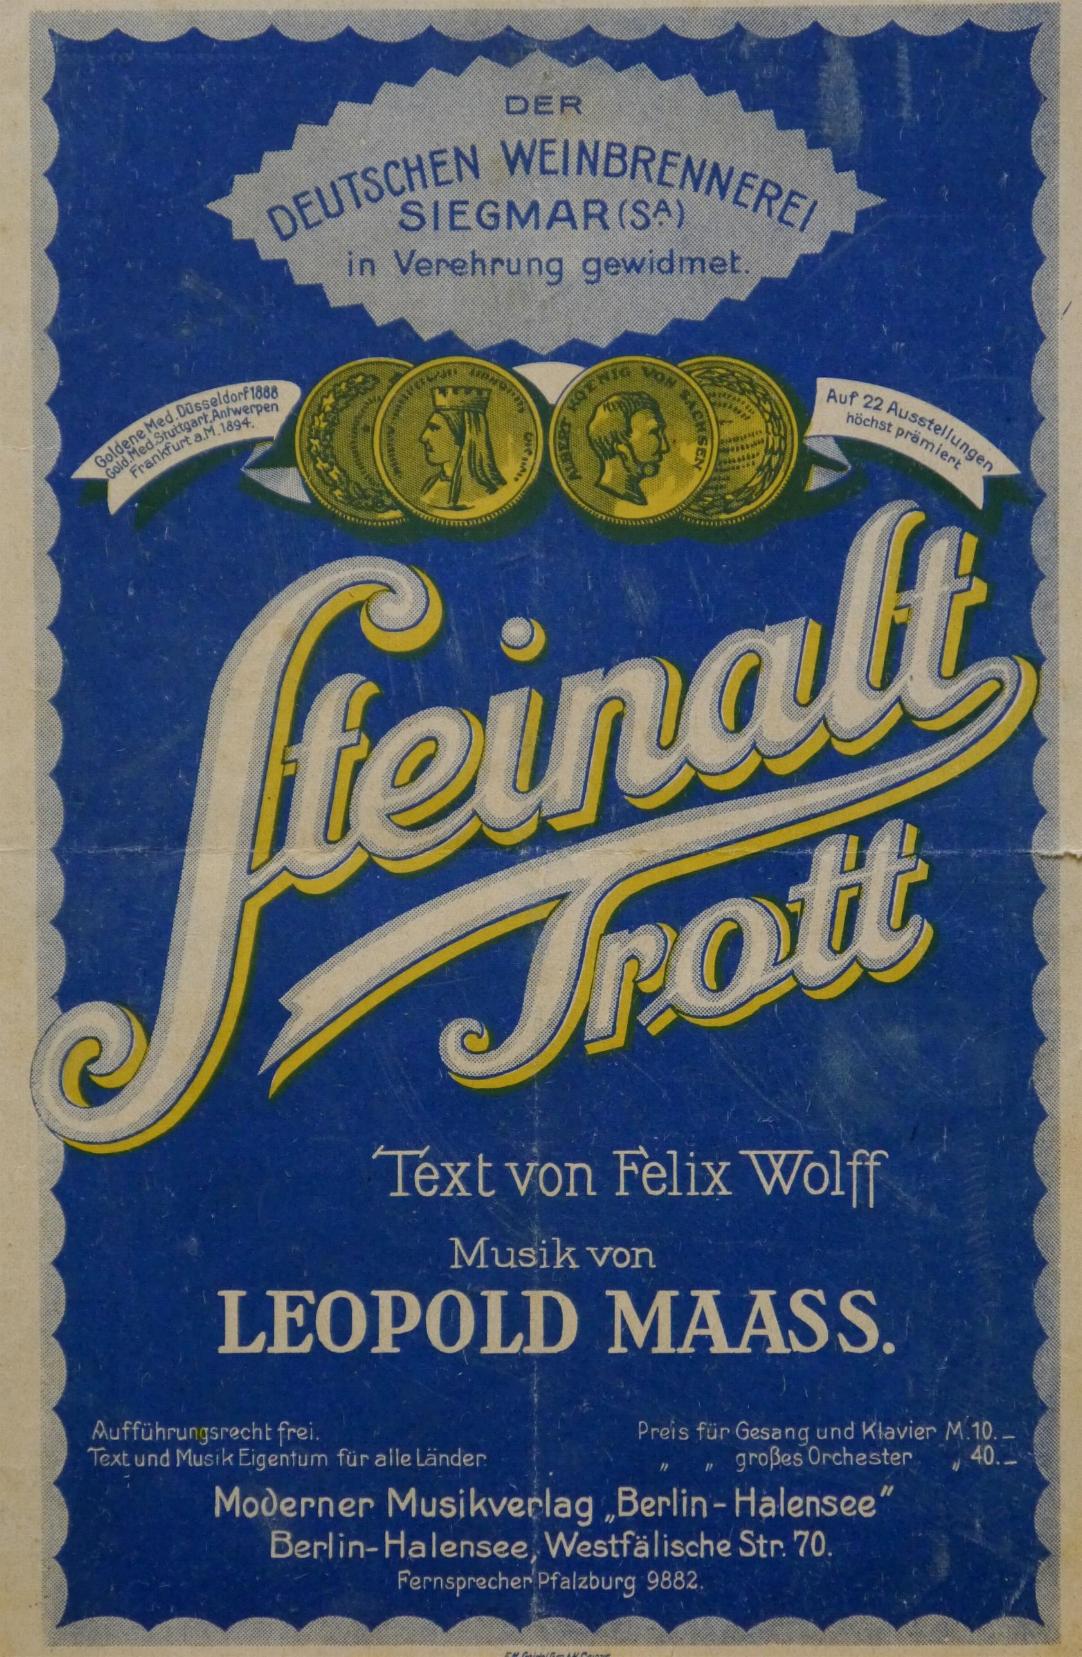 DER
DEUTSCHEN WEINBRENNEREI
SIEGMAR (SA)
in Verehrung gewidmet.
Goldene Med. Düsseldorf 1888
Gold Med. Stuttgart, Antwerpen
Frankfurt a.M. 1894.
ALBERT KOENIG VON SACHSEN
Auf 22 Ausstellungen
höchst prämiert
Steinalt
Trott
Text von Felix Wolff
Musik von
LEOPOLD MAASS.
Aufführungsrecht frei.
Text und Musik Eigentum für alle Länder
Preis für Gesang und Klavier M. 10.–
„ „ großes Orchester „ 40.–
Moderner Musikverlag „Berlin-Halensee”
Berlin-Halensee, Westfälische Str. 70.
Fernsprecher Pfalzburg 9882.